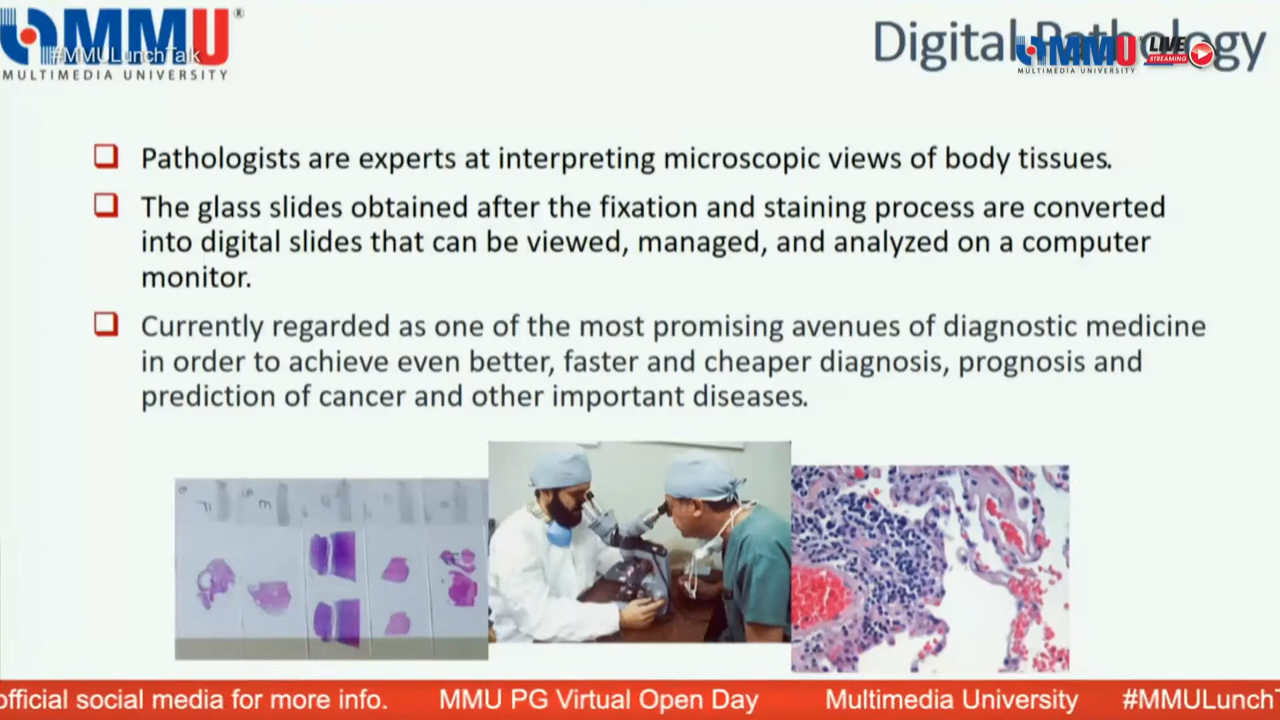 MMU®
#MMULunchTalk
MULTIMEDIA UNIVERSITY
Digital Pathology
MMU LIVE
STREAMING
MULTIMEDIA UNIVERSITY
Pathologists are experts at interpreting microscopic views of body tissues.
The glass slides obtained after the fixation and staining process are converted
into digital slides that can be viewed, managed, and analyzed on a computer
monitor.
Currently regarded as one of the most promising avenues of diagnostic medicine
in order to achieve even better, faster and cheaper diagnosis, prognosis and
prediction of cancer and other important diseases.
official social media for more info. MMU PG Virtual Open Day Multimedia University #MMULunchT